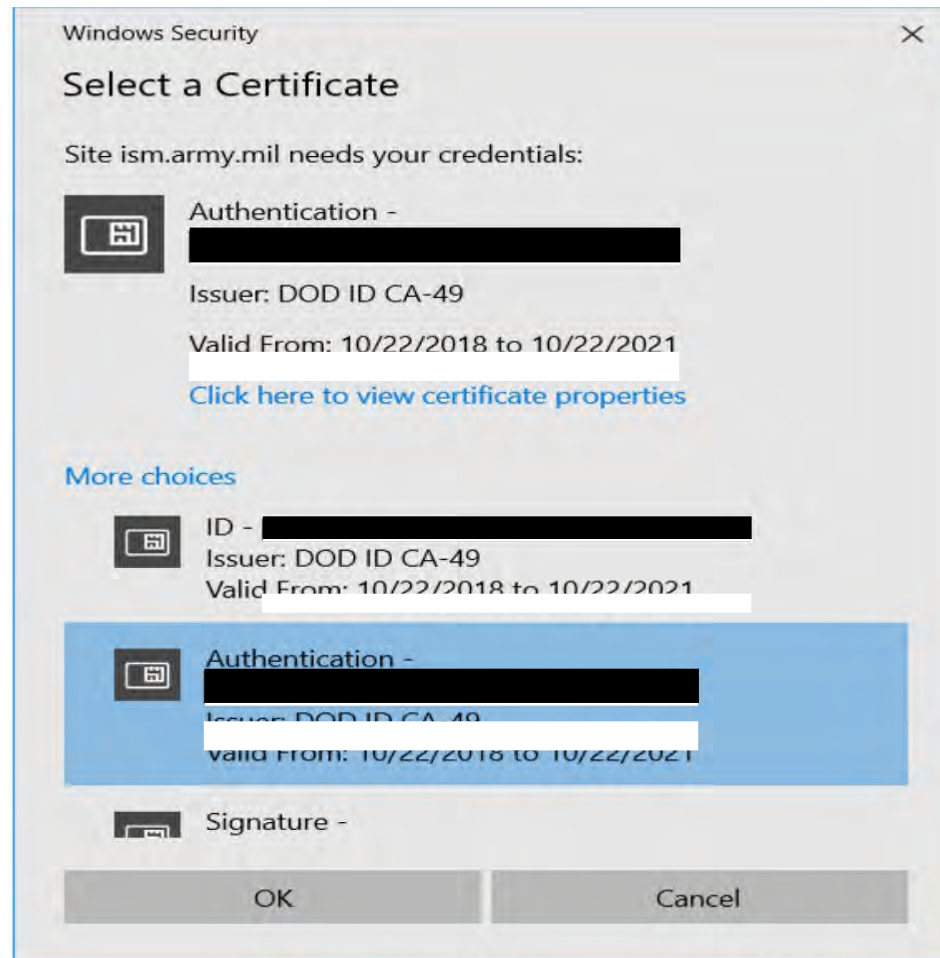 Windows Security
Select a Certificate
Site ism.army.mil needs your credentials:
Authentication -
Issuer: DOD ID CA-49
Valid From: 10/22/2018 to 10/22/2021
Click here to view certificate properties
More choices
ID -
Issuer: DOD ID CA-49
Valid From: 10/22/2018 to 10/22/2021
Authentication -
Issuer: DOD ID CA-49
Valid From: 10/22/2018 to 10/22/2021
Signature -
OK
Cancel